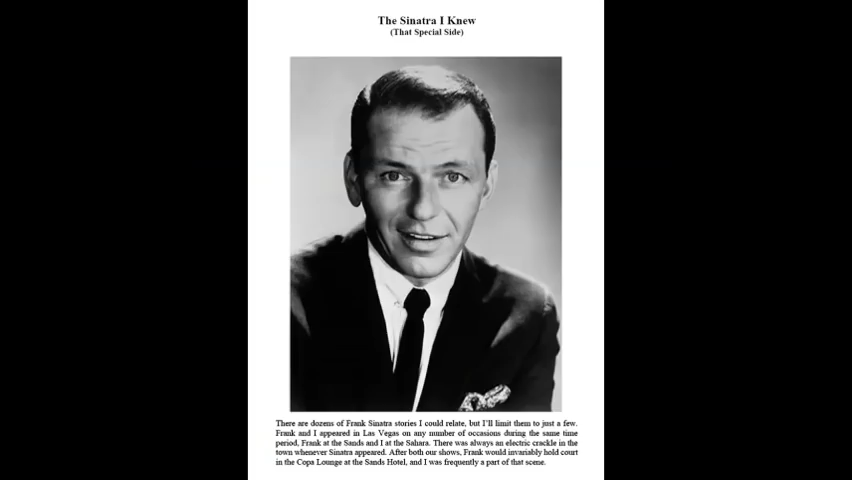 The Sinatra I Knew
(That Special Side)
There are dozens of Frank Sinatra stories I could relate, but I'll limit them to just a few.
Frank and I appeared in Las Vegas on any number of occasions during the same time
period, Frank at the Sands and I at the Sahara. There was always an electric crackle in the
town whenever Sinatra appeared. After both our shows, Frank would invariably hold court
in the Copa Lounge at the Sands Hotel, and I was frequently a part of that scene.